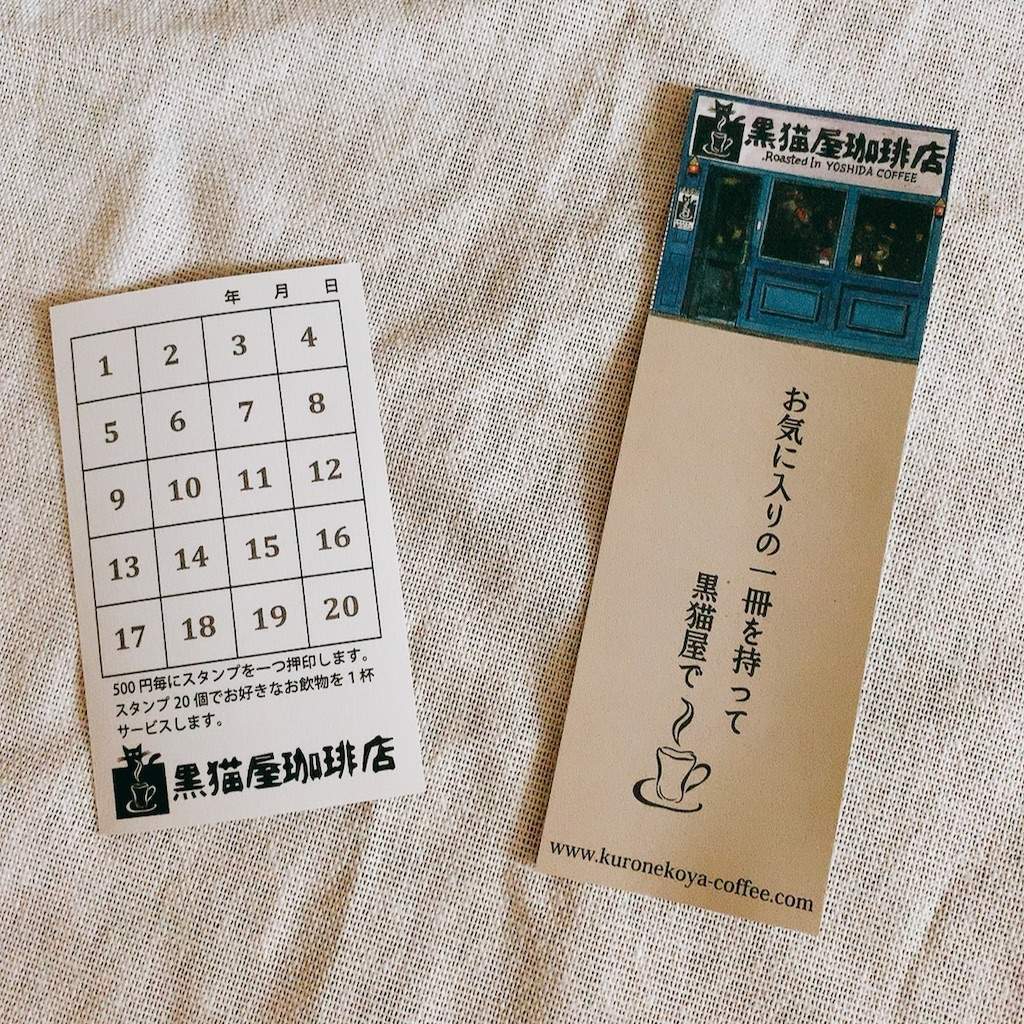 年 月 日
1 2 3 4
5 6 7 8
9 10 11 12
13 14 15 16
17 18 19 20
500円毎にスタンプを一つ押印します。
スタンプ20個でお好きなお飲物を1杯
サービスします。
黒猫屋珈琲店
黒猫屋珈琲店
Roasted In YOSHIDA COFFEE
お気に入りの一冊を持って
黒猫屋で
www.kuronekoya-coffee.com